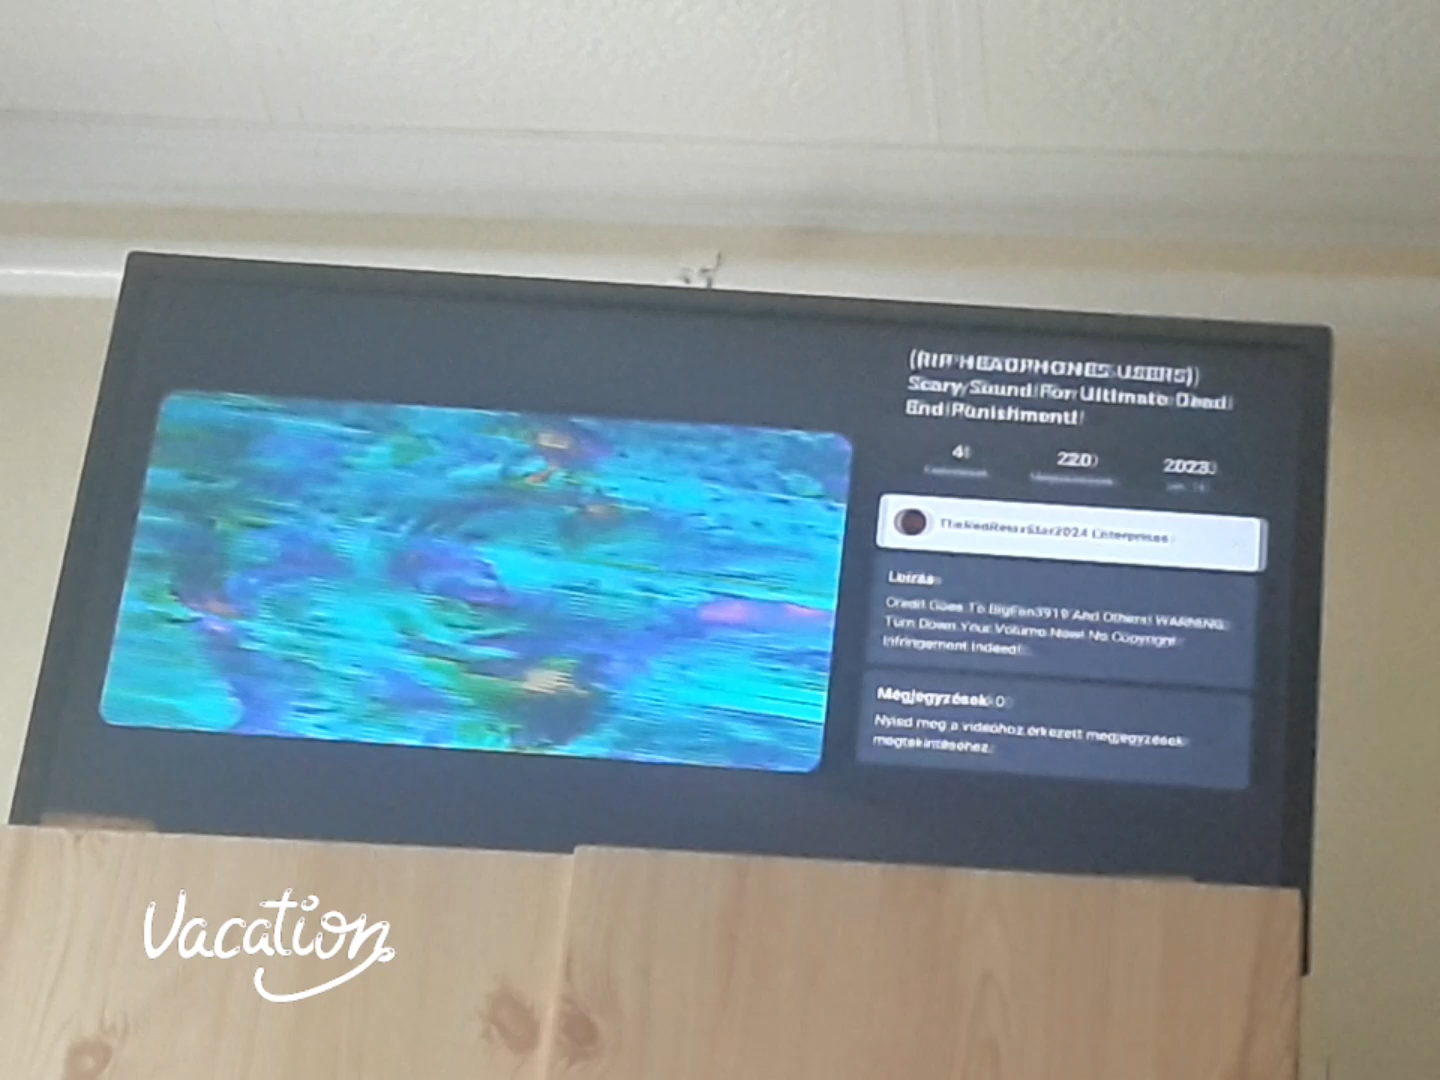 (RIP HEADPHONES USERS)
Scary Sound For Ultimate Dead
End Punishment!
4 220 2023
TheRedRelaxStar2024 Enterprises
Leírás
Credit Goes To BigFan3919 And Others! WARNING:
Turn Down Your Volume Now! No Copyright
Infringement Indeed!
Megjegyzések 0
Nyisd meg a videóhoz érkezett megjegyzések
megtekintéséhez.
Vacation